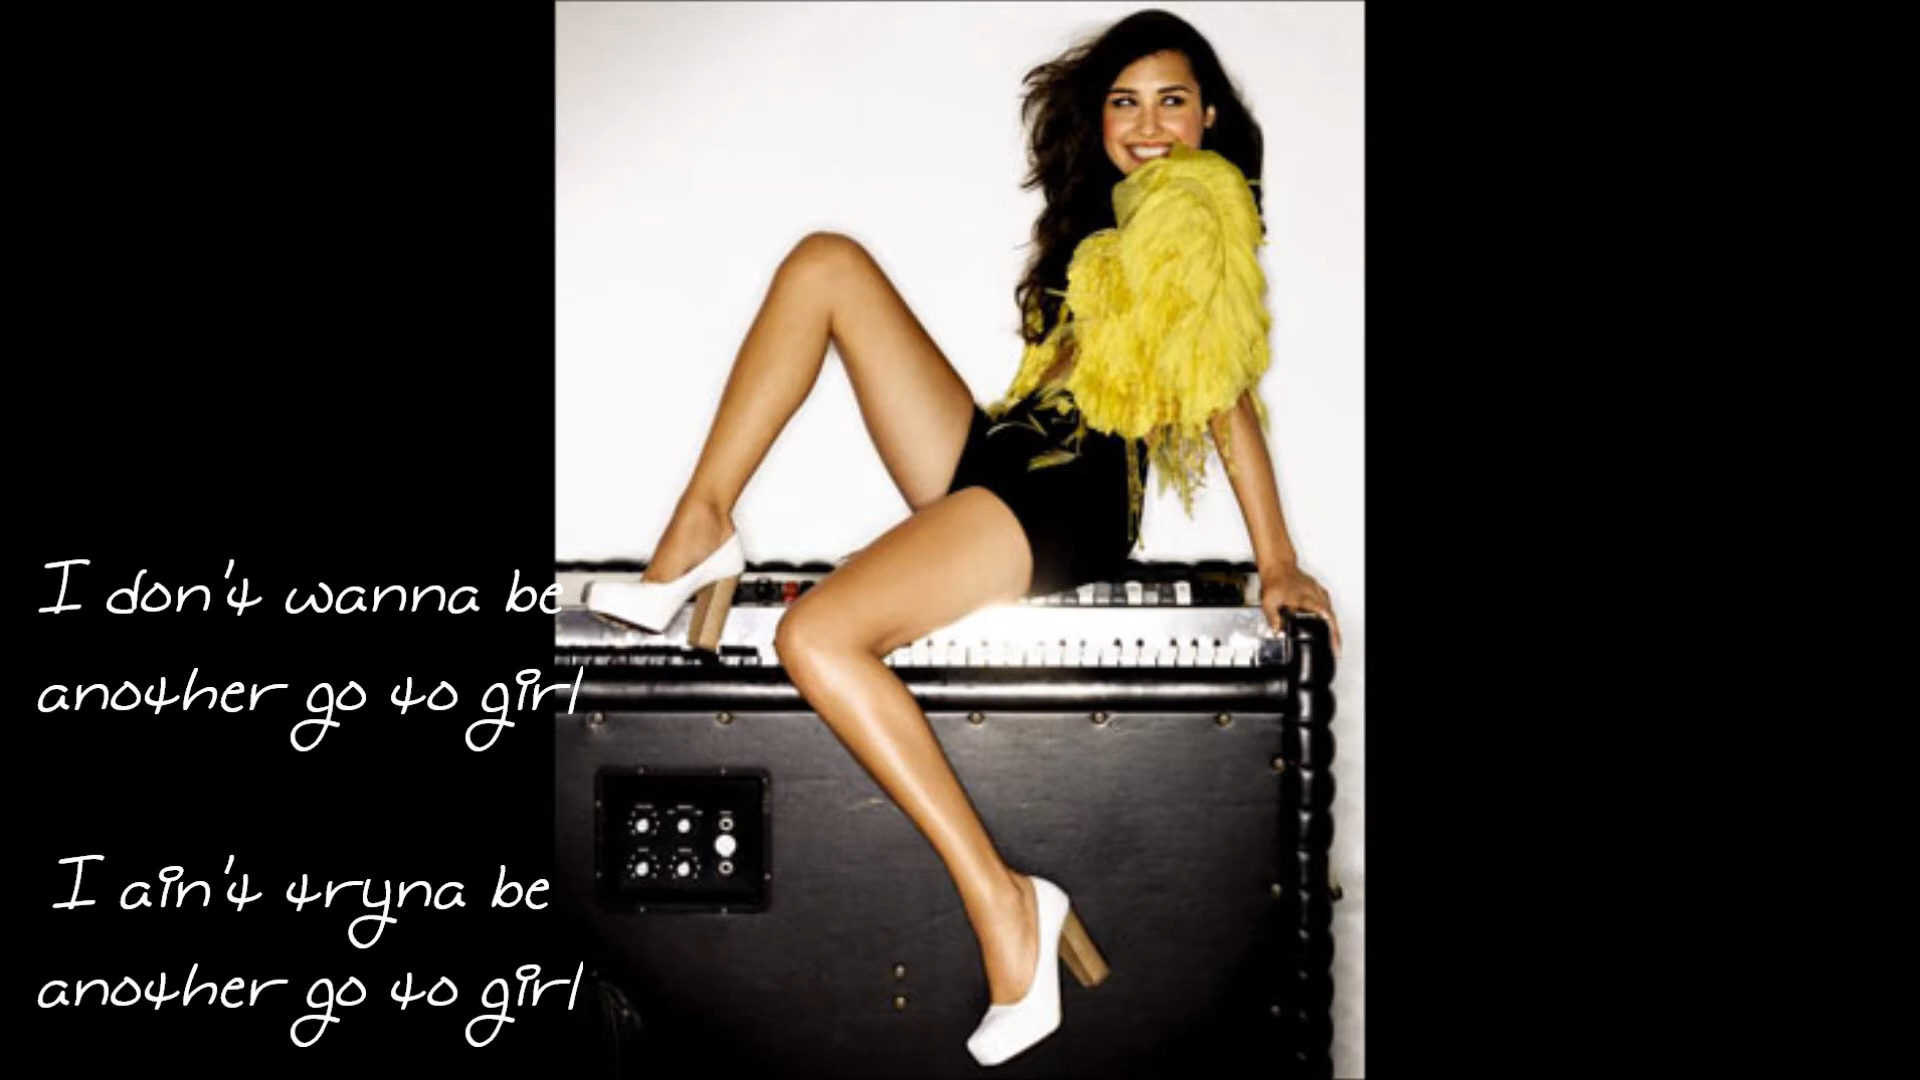 I don't wanna be
another go to girl
I ain't tryna be
another go to girl